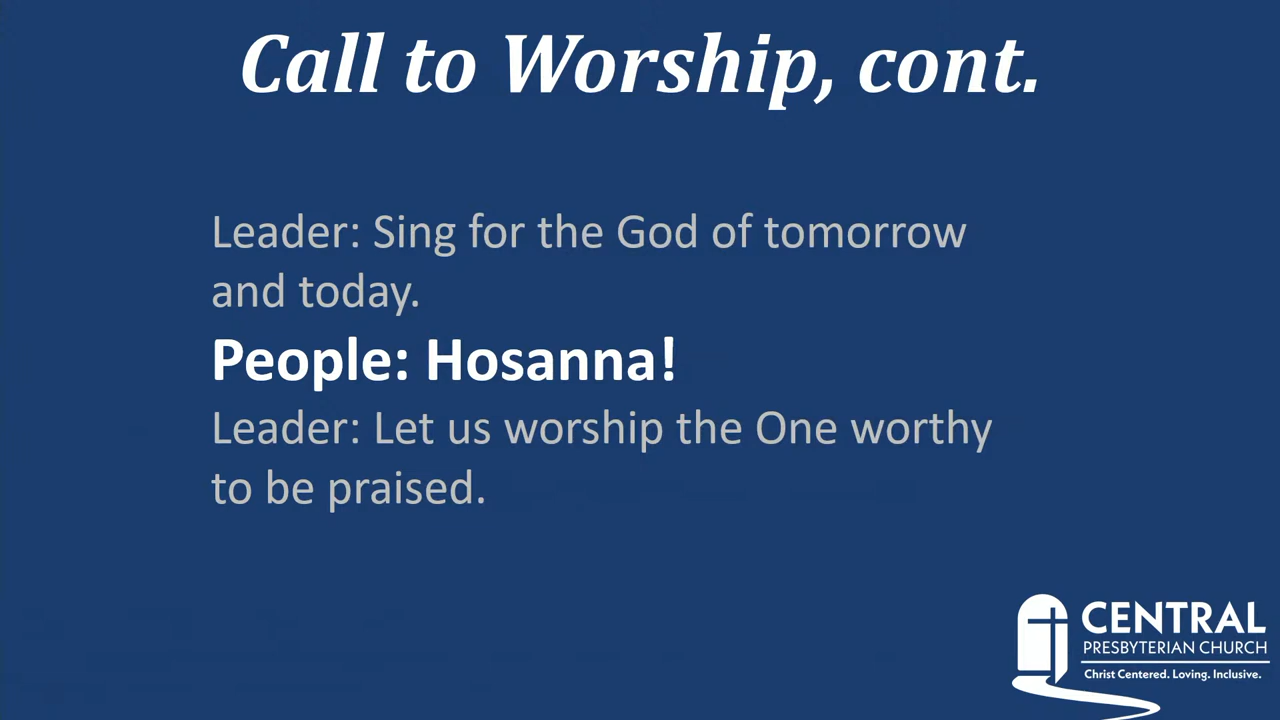 Call to Worship, cont.
Leader: Sing for the God of tomorrow
and today.
People: Hosanna!
Leader: Let us worship the One worthy
to be praised.
CENTRAL
PRESBYTERIAN CHURCH
Christ Centered. Loving. Inclusive.